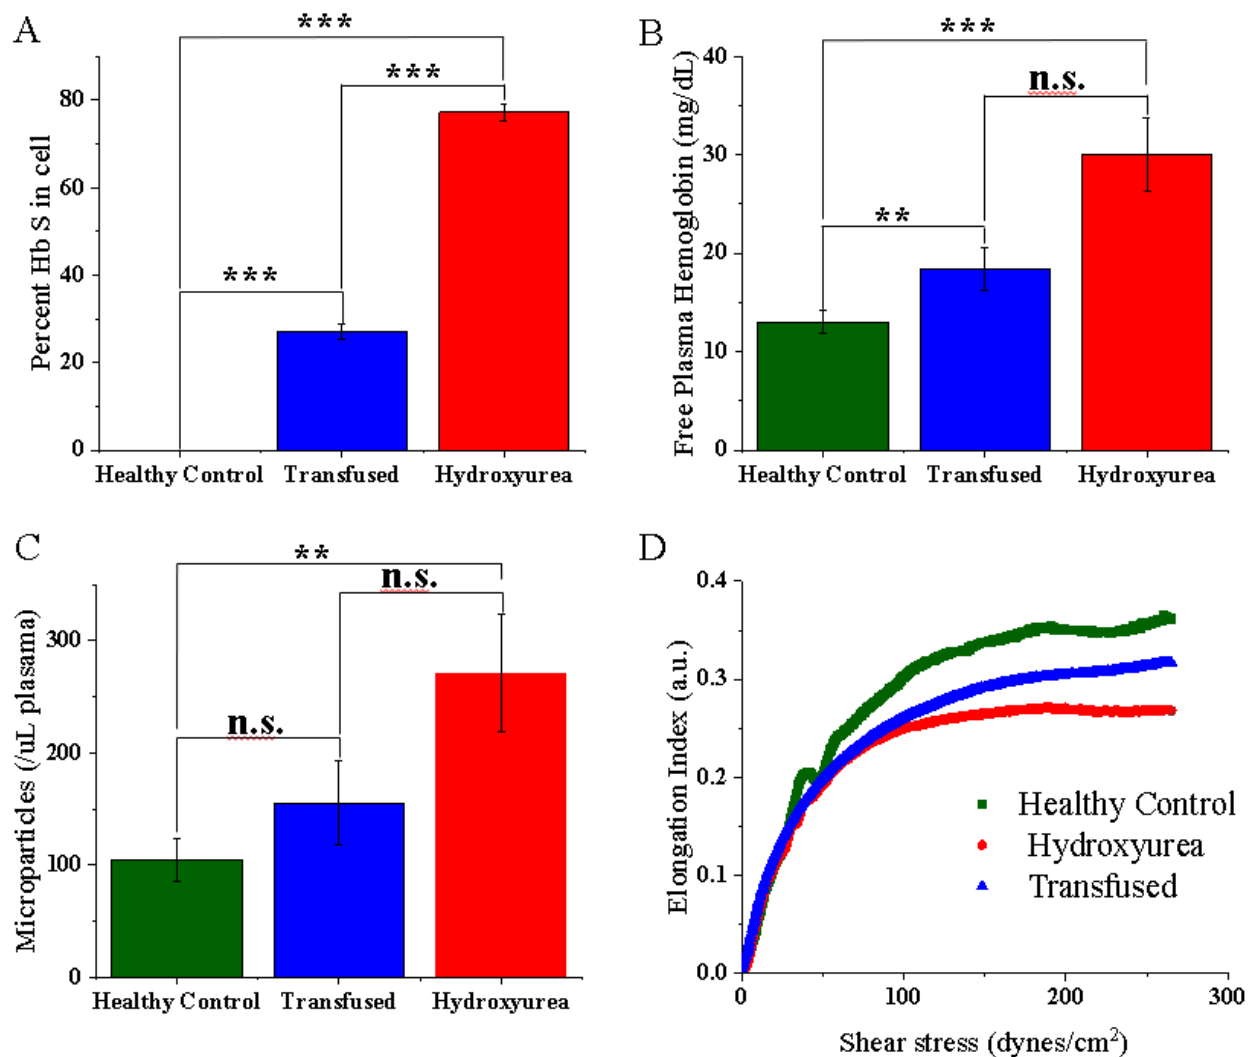 A
***
***
***
Percent Hb S in cell
80
60
40
20
0
Healthy Control Transfused Hydroxyurea
B
***
n.s.
**
Free Plasma Hemoglobin (mg/dL)
40
30
20
10
0
Healthy Control Transfused Hydroxyurea
C
**
n.s.
n.s.
Microparticles (/uL plasama)
300
200
100
0
Healthy Control Transfused Hydroxyurea
D
Elongation Index (a.u.)
0.4
0.3
0.2
0.1
0.0
Healthy Control
Hydroxyurea
Transfused
0 100 200 300
Shear stress (dynes/cm²)